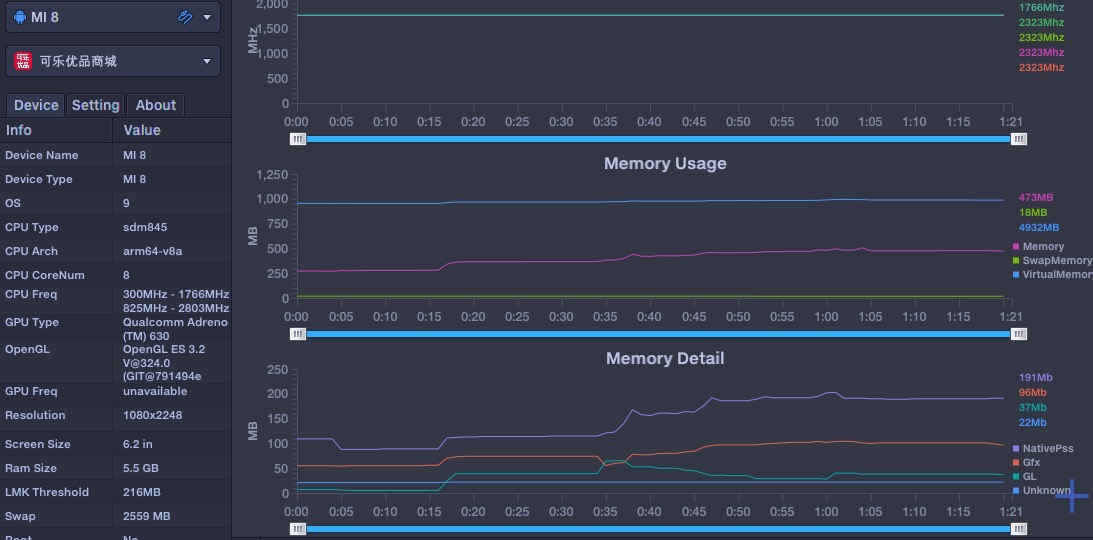 MI 8
可乐优品
可乐优品商城
Device Setting About
Info Value
Device Name MI 8
Device Type MI 8
OS 9
CPU Type sdm845
CPU Arch arm64-v8a
CPU CoreNum 8
CPU Freq 300MHz - 1766MHz
825MHz - 2803MHz
GPU Type Qualcomm Adreno
(TM) 630
OpenGL OpenGL ES 3.2
V@324.0
(GIT@791494e
GPU Freq unavailable
Resolution 1080x2248
Screen Size 6.2 in
Ram Size 5.5 GB
LMK Threshold 216MB
Swap 2559 MB
Root No
2,000
1,500
1,000
500
0
MHz
0:00 0:05 0:10 0:15 0:20 0:25 0:30 0:35 0:40 0:45 0:50 0:55 1:00 1:05 1:10 1:15 1:21
1766Mhz
2323Mhz
2323Mhz
2323Mhz
2323Mhz
Memory Usage
1,250
1,000
750
500
250
0
MB
0:00 0:05 0:10 0:15 0:20 0:25 0:30 0:35 0:40 0:45 0:50 0:55 1:00 1:05 1:10 1:15 1:21
473MB
18MB
4932MB
Memory
SwapMemory
VirtualMemor
Memory Detail
250
200
150
100
50
0
MB
0:00 0:05 0:10 0:15 0:20 0:25 0:30 0:35 0:40 0:45 0:50 0:55 1:00 1:05 1:10 1:15 1:21
191Mb
96Mb
37Mb
22Mb
NativePss
Gfx
GL
Unknown